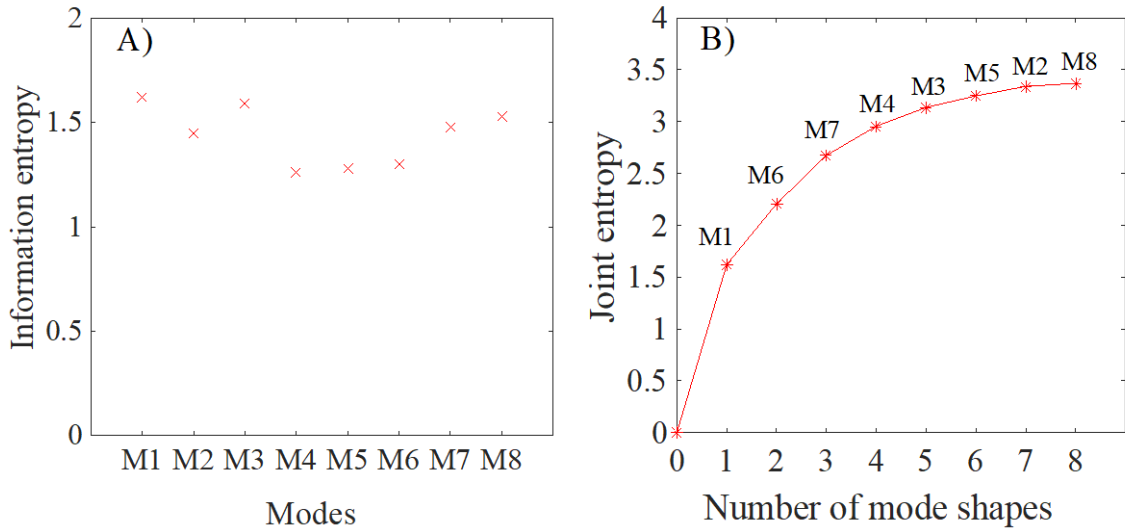 A)
Information entropy
2
1.5
1
0.5
0
M1 M2 M3 M4 M5 M6 M7 M8
Modes
B)
Joint entropy
4
3.5
3
2.5
2
1.5
1
0.5
0
M1
M6
M7
M4
M3
M5
M2
M8
0 1 2 3 4 5 6 7 8
Number of mode shapes